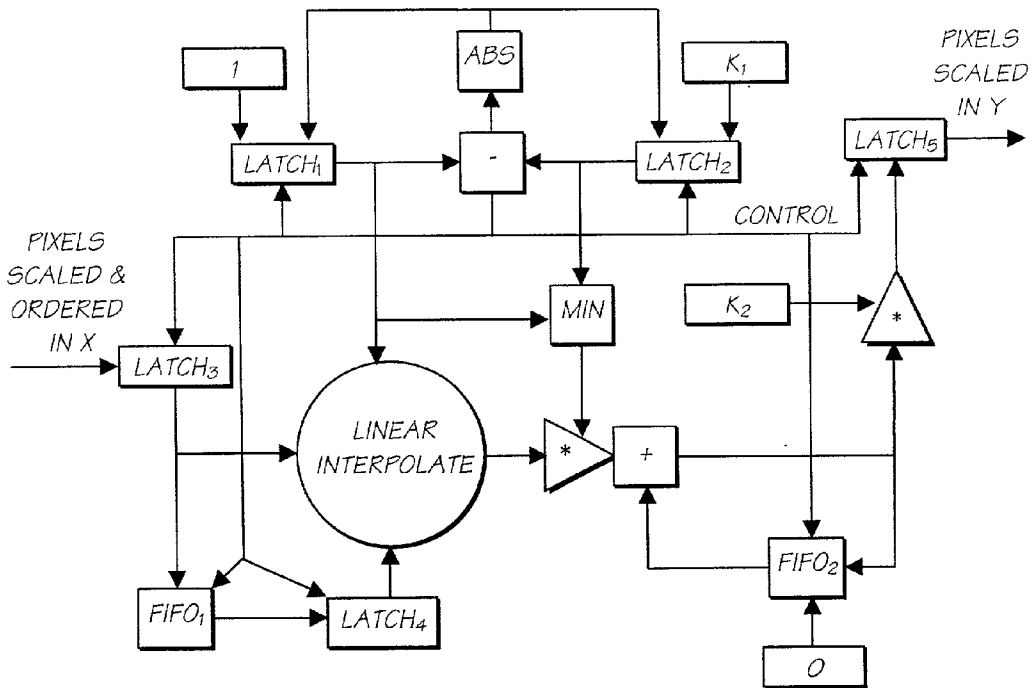 ABS
1
K₁
PIXELS
SCALED
IN Y
LATCH₁
-
LATCH₂
LATCH₅
CONTROL
PIXELS
SCALED &
ORDERED
IN X
MIN
K₂
*
LATCH₃
LINEAR
INTERPOLATE
*
+
FIFO₁
LATCH₄
FIFO₂
0